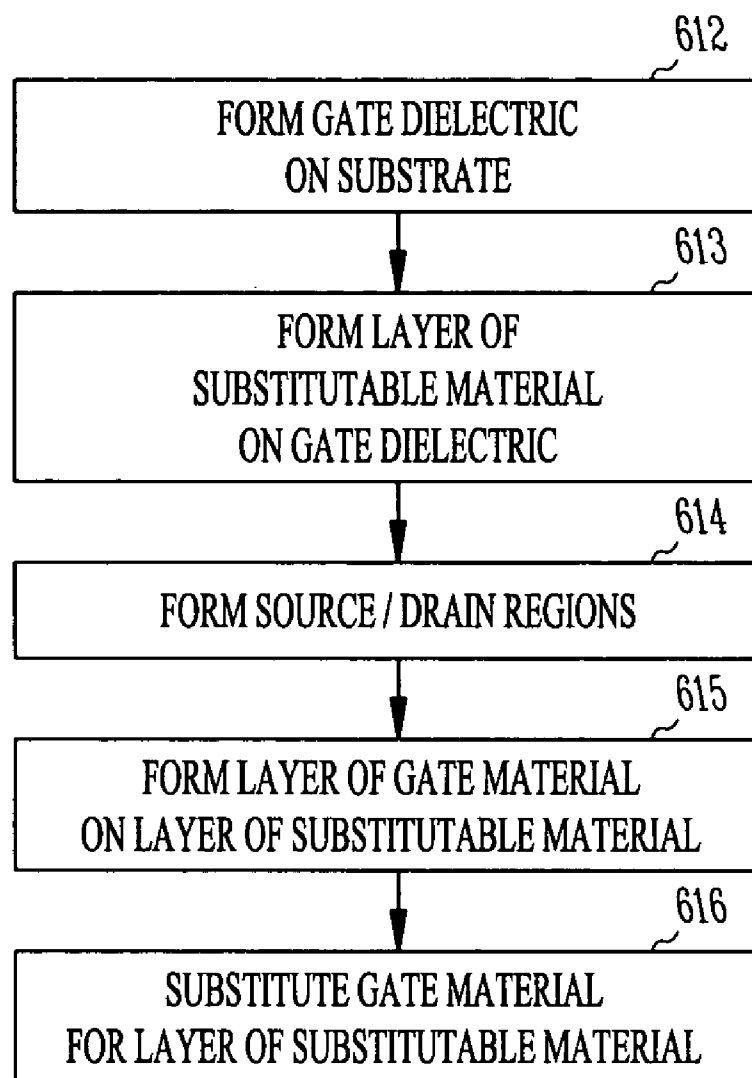 612
FORM GATE DIELECTRIC
ON SUBSTRATE
613
FORM LAYER OF
SUBSTITUTABLE MATERIAL
ON GATE DIELECTRIC
614
FORM SOURCE / DRAIN REGIONS
615
FORM LAYER OF GATE MATERIAL
ON LAYER OF SUBSTITUTABLE MATERIAL
616
SUBSTITUTE GATE MATERIAL
FOR LAYER OF SUBSTITUTABLE MATERIAL